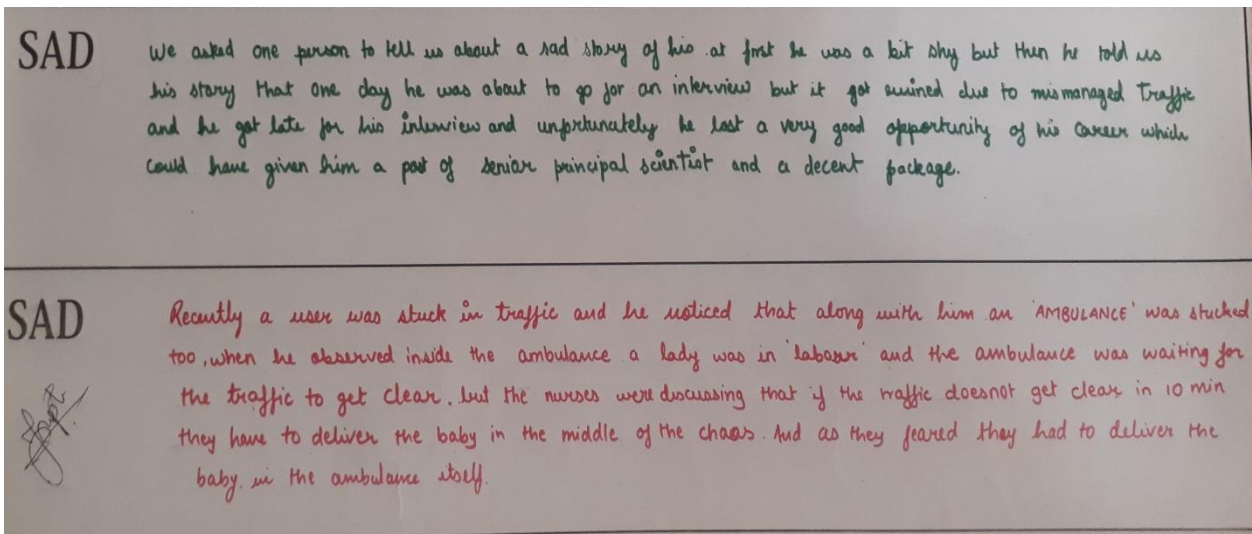 SAD
We asked one person to tell us about a sad story of his . at first he was a bit shy but then he told us
his story that one day he was about to go for an interview but it got ruined due to mismanaged Traffic
and he got late for his interview and unfortunately he lost a very good opportunity of his career which
could have given him a post of senior principal scientist and a decent package.
SAD
Recently a user was stuck in traffic and he noticed that along with him an 'AMBULANCE' was stucked
too, when he observed inside the ambulance a lady was in 'labour' and the ambulance was waiting for
the traffic to get clear. but the nurses were discussing that if the traffic doesnot get clear in 10 min
they have to deliver the baby in the middle of the chaos. And as they feared they had to deliver the
baby. in the ambulance itself.